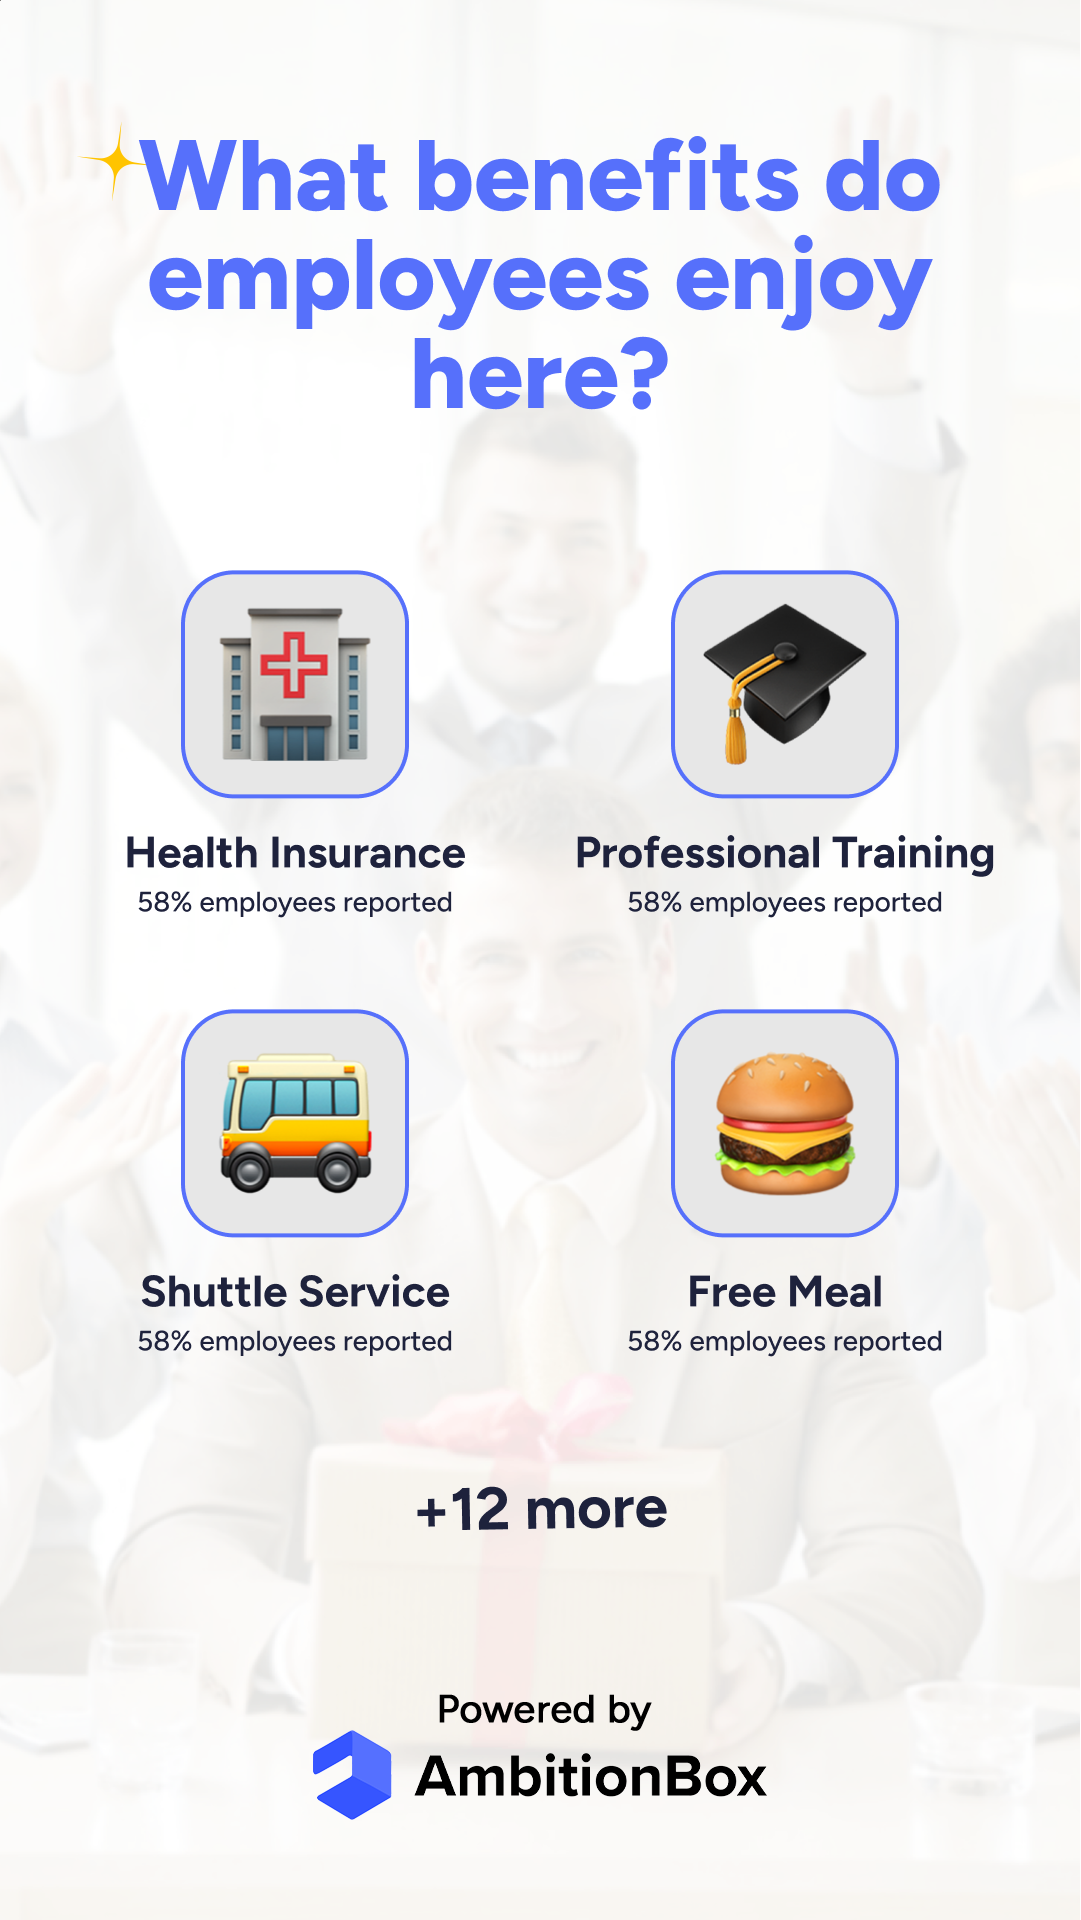 What benefits do
employees enjoy
here?
Health Insurance
58% employees reported
Professional Training
58% employees reported
Shuttle Service
58% employees reported
Free Meal
58% employees reported
+12 more
Powered by
AmbitionBox